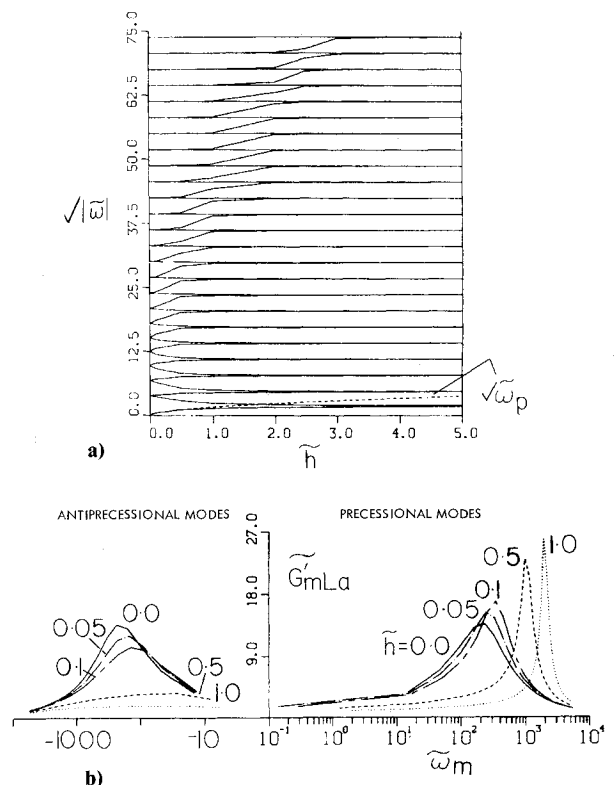 75.0
62.5
50.0
37.5
25.0
12.5
0.0
√|ω̃|
√ω̃p
0.0 1.0 2.0 3.0 4.0 5.0
h̃
a)
ANTIPRECESSIONAL MODES PRECESSIONAL MODES
27.0
18.0
9.0
G̃'mLa
0.05 0.0
0.1
0.5
1.0
1.0
0.5
0.1
0.05
h̃=0.0
-1000 -10 10⁻¹ 10⁰ 10¹ 10² 10³ 10⁴
ω̃m
b)